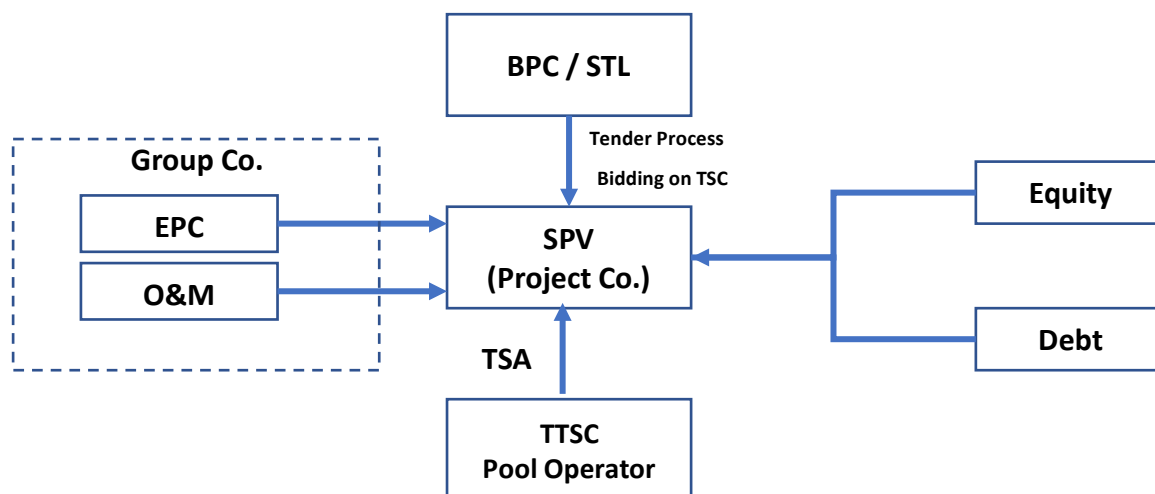 BPC / STL
Tender Process
Bidding on TSC
Group Co.
EPC
O&M
SPV
(Project Co.)
Equity
Debt
TSA
TTSC
Pool Operator